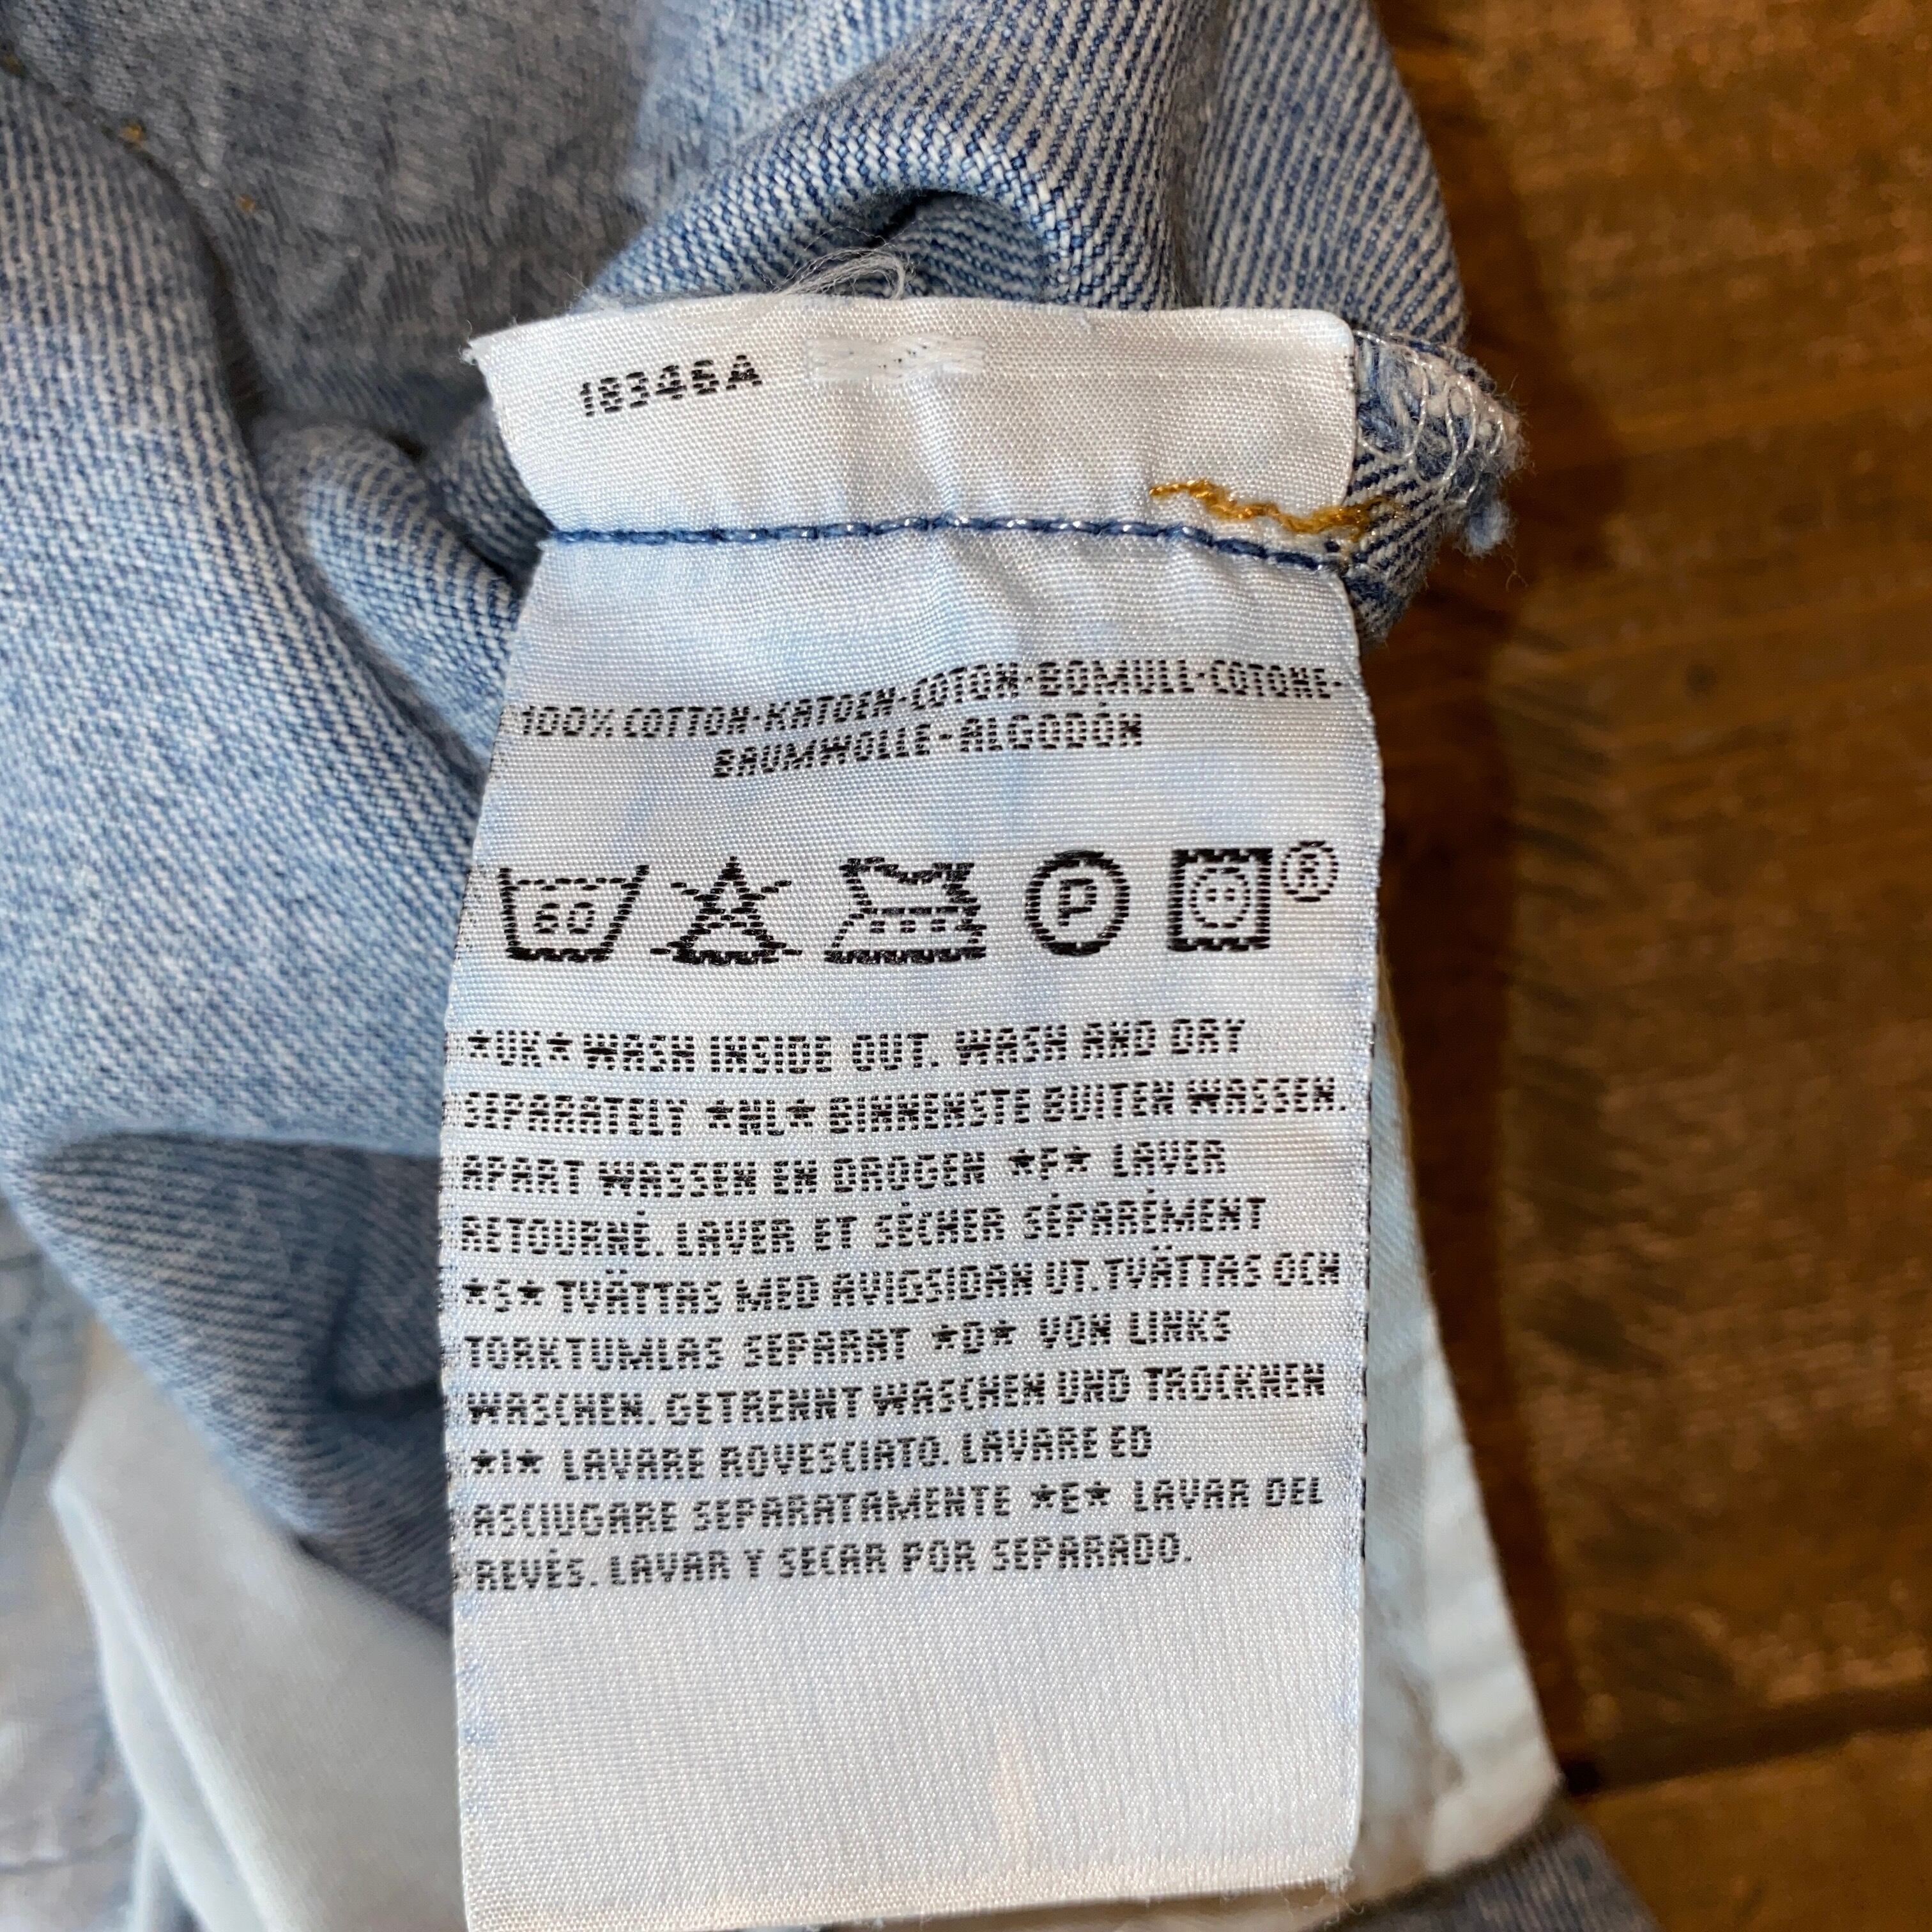 18346A
100% COTTON-KATOEN-COTON-BOMULL-COTONE-
BAUMWOLLE-ALGODÓN
60 P ®
*UK* WASH INSIDE OUT. WASH AND DRY
SEPARATELY *NL* BINNENSTE BUITEN WASSEN.
APART WASSEN EN DROGEN *F* LAVER
RETOURNÉ. LAVER ET SÉCHER SÉPARÉMENT
*S* TVÄTTAS MED AVIGSIDAN UT. TVÄTTAS OCH
TORKTUMLAS SEPARAT *D* VON LINKS
WASCHEN. GETRENNT WASCHEN UND TROCKNEN
*I* LAVARE ROVESCIATO. LAVARE ED
ASCIUGARE SEPARATAMENTE *E* LAVAR DEL
REVÉS. LAVAR Y SECAR POR SEPARADO.